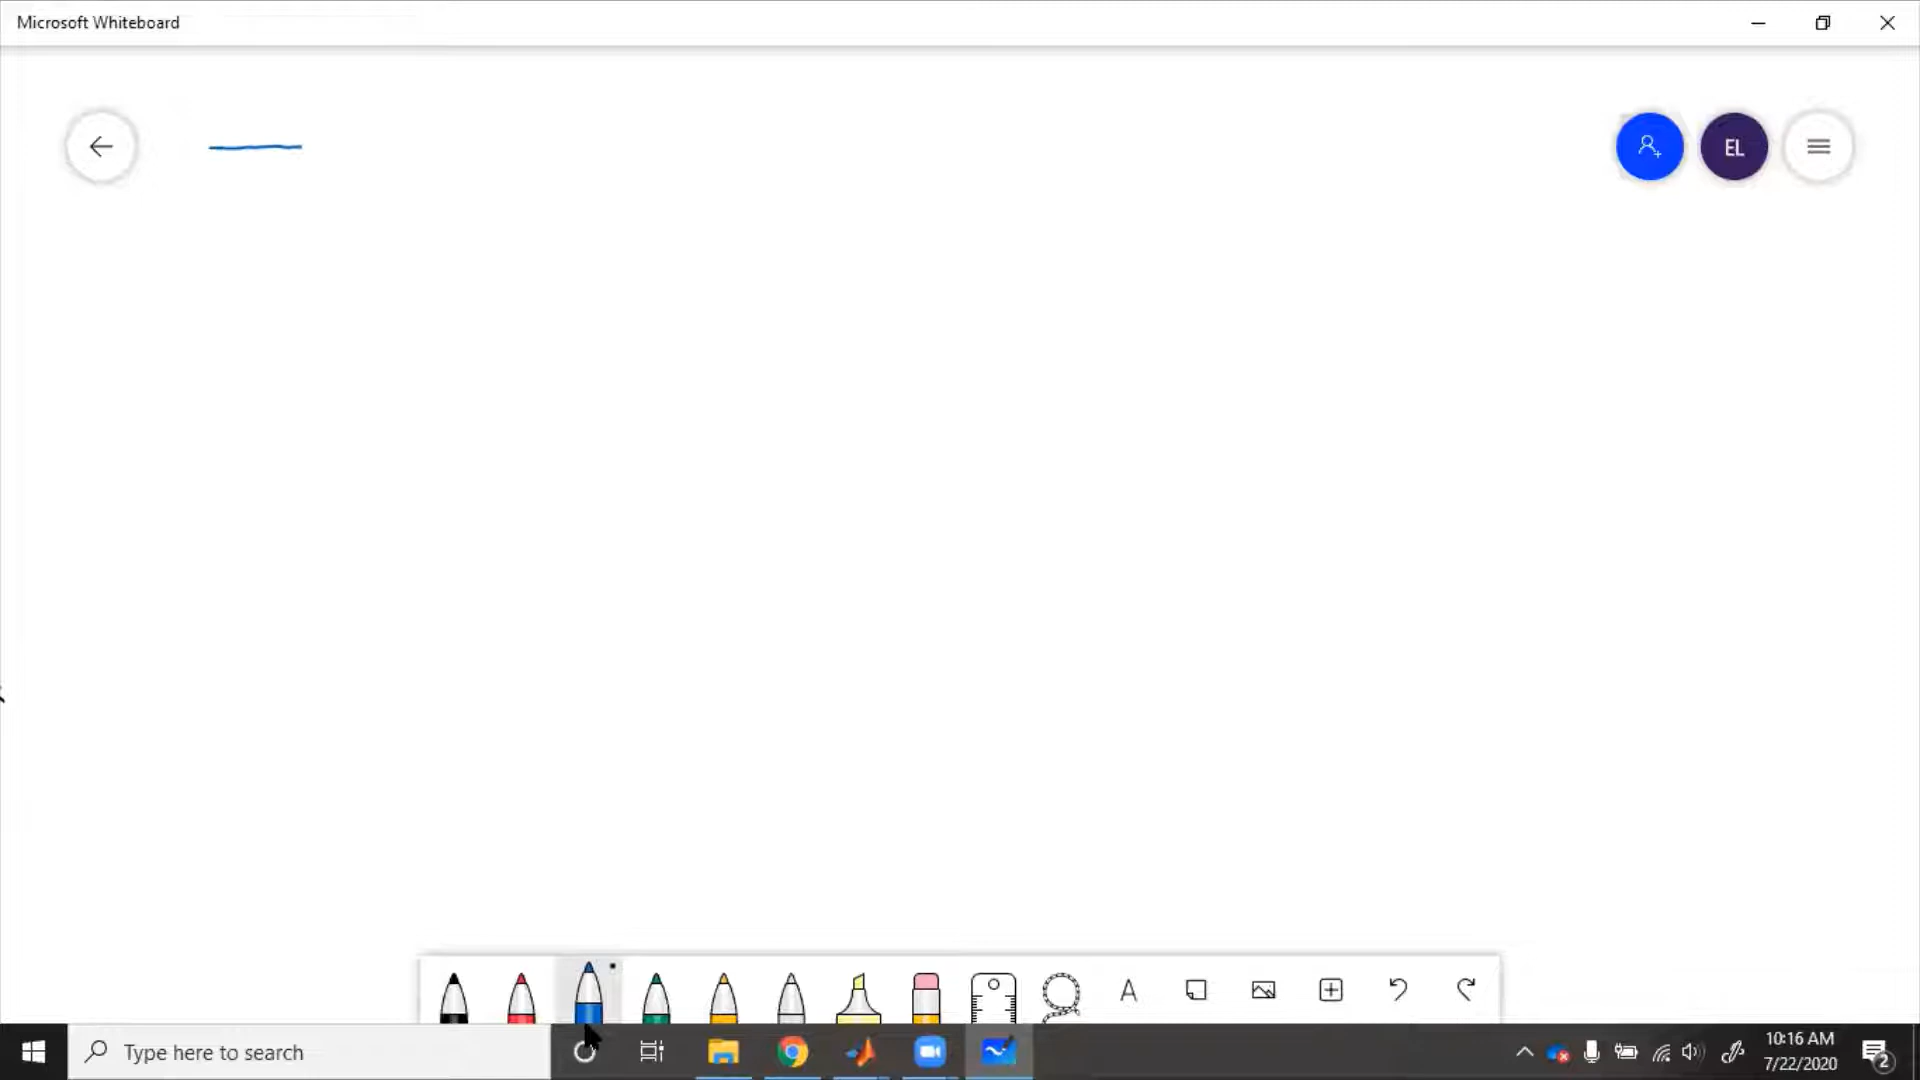 Microsoft Whiteboard
EL
A
Type here to search
10:16 AM
7/22/2020
2